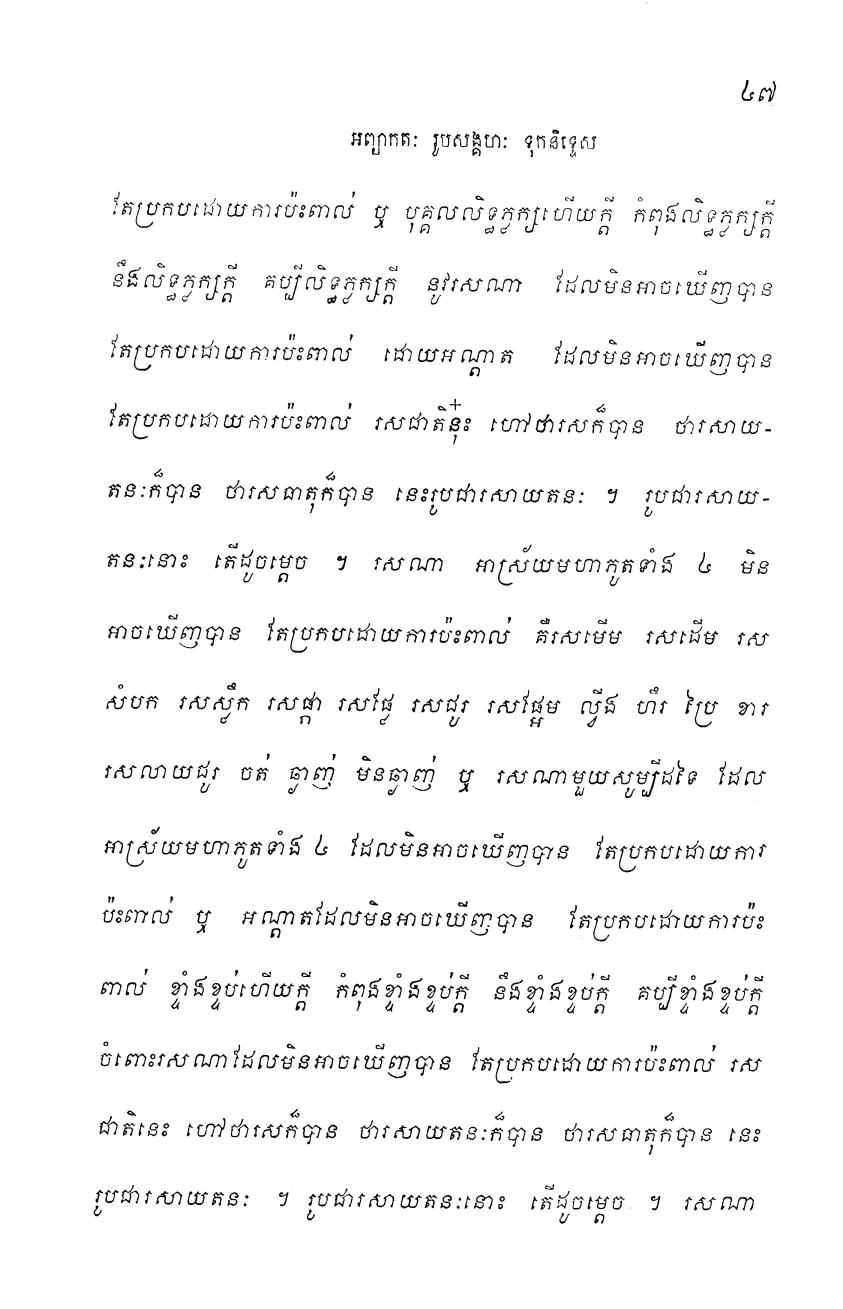 ៤៧
អព្យាកតៈ រូបសង្គហៈ ទុកនិទ្ទេស
តែប្រកបដោយការប៉ះពាល់ ឬ បុគ្គលលិទ្ធភ្លក្សហើយក្តី កំពុងលិទ្ធភ្លក្សក្តី
នឹងលិទ្ធភ្លក្សក្តី គប្បីលិទ្ធភ្លក្សក្តី នូវរសណា ដែលមិនអាចឃើញបាន
តែប្រកបដោយការប៉ះពាល់ ដោយអណ្តាត ដែលមិនអាចឃើញបាន
តែប្រកបដោយការប៉ះពាល់ រសជាតិនុ៎ះ ហៅថារសក៏បាន ថារសាយ-
តនៈក៏បាន ថារសធាតុក៏បាន នេះរូបជារសាយតនៈ ។ រូបជារសាយ-
តនៈនោះ តើដូចម្តេច ។ រសណា អាស្រ័យមហាភូតទាំង ៤ មិន
អាចឃើញបាន តែប្រកបដោយការប៉ះពាល់ គឺរសមើម រសដើម រស
សំបក រសស្លឹក រសផ្កា រសផ្លែ រសជូរ រសផ្អែម ល្វីង ហឹរ ប្រៃ ខារ
រសលាយជូរ ចត់ ឆ្ងាញ់ មិនឆ្ងាញ់ ឬ រសណាមួយសូម្បីដទៃ ដែល
អាស្រ័យមហាភូតទាំង ៤ ដែលមិនអាចឃើញបាន តែប្រកបដោយការ
ប៉ះពាល់ ឬ អណ្តាតដែលមិនអាចឃើញបាន តែប្រកបដោយការប៉ះ
ពាល់ ខ្ទាំងខ្ទប់ហើយក្តី កំពុងខ្ទាំងខ្ទប់ក្តី នឹងខ្ទាំងខ្ទប់ក្តី គប្បីខ្ទាំងខ្ទប់ក្តី
ចំពោះរសណាដែលមិនអាចឃើញបាន តែប្រកបដោយការប៉ះពាល់ រស
ជាតិនេះ ហៅថារសក៏បាន ថារសាយតនៈក៏បាន ថារសធាតុក៏បាន នេះ
រូបជារសាយតនៈ ។ រូបជារសាយតនៈនោះ តើដូចម្តេច ។ រសណា